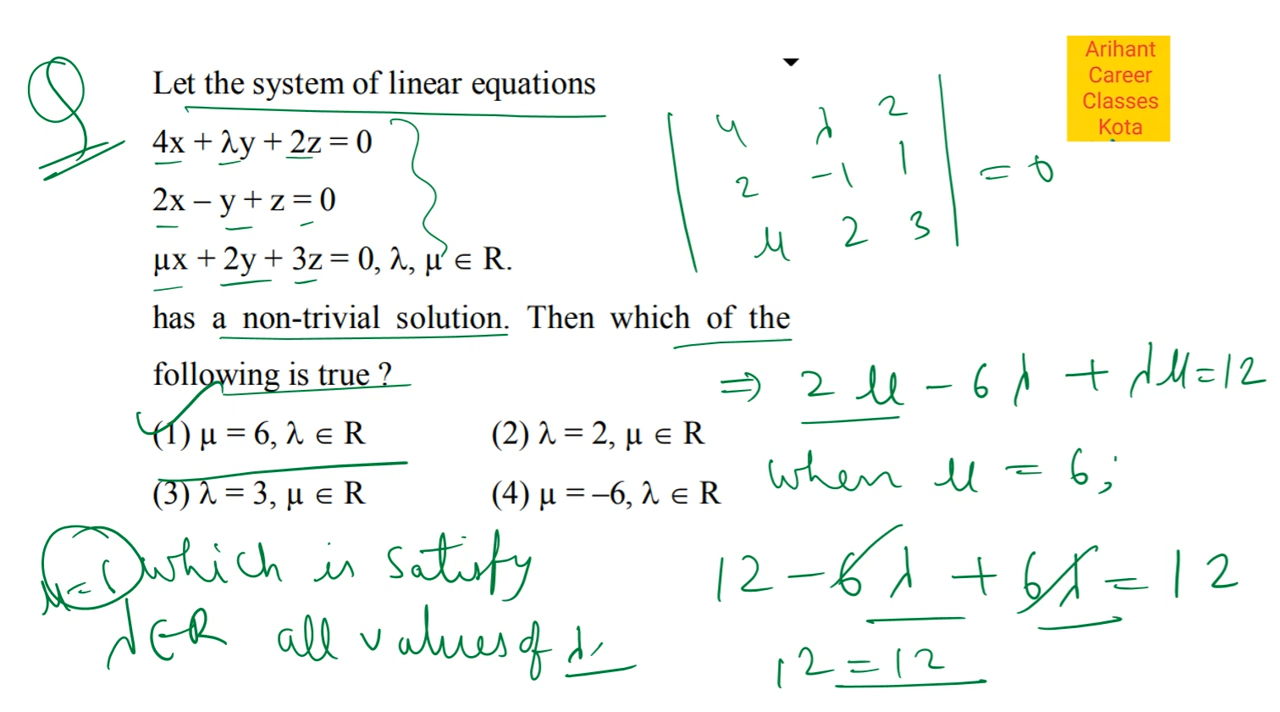 Q
Let the system of linear equations
4x + λy + 2z = 0
2x – y + z = 0
μx + 2y + 3z = 0, λ, μ ∈ R.
has a non-trivial solution. Then which of the
following is true ?
(1) μ = 6, λ ∈ R (2) λ = 2, μ ∈ R
(3) λ = 3, μ ∈ R (4) μ = –6, λ ∈ R
Arihant
Career
Classes
Kota
4 λ 2
2 -1 1 = 0
μ 2 3
⇒ 2μ - 6λ + λμ = 12
when μ = 6;
12 - 6λ + 6λ = 12
12 = 12
which is satisfy
λ ∈ R all values of λ